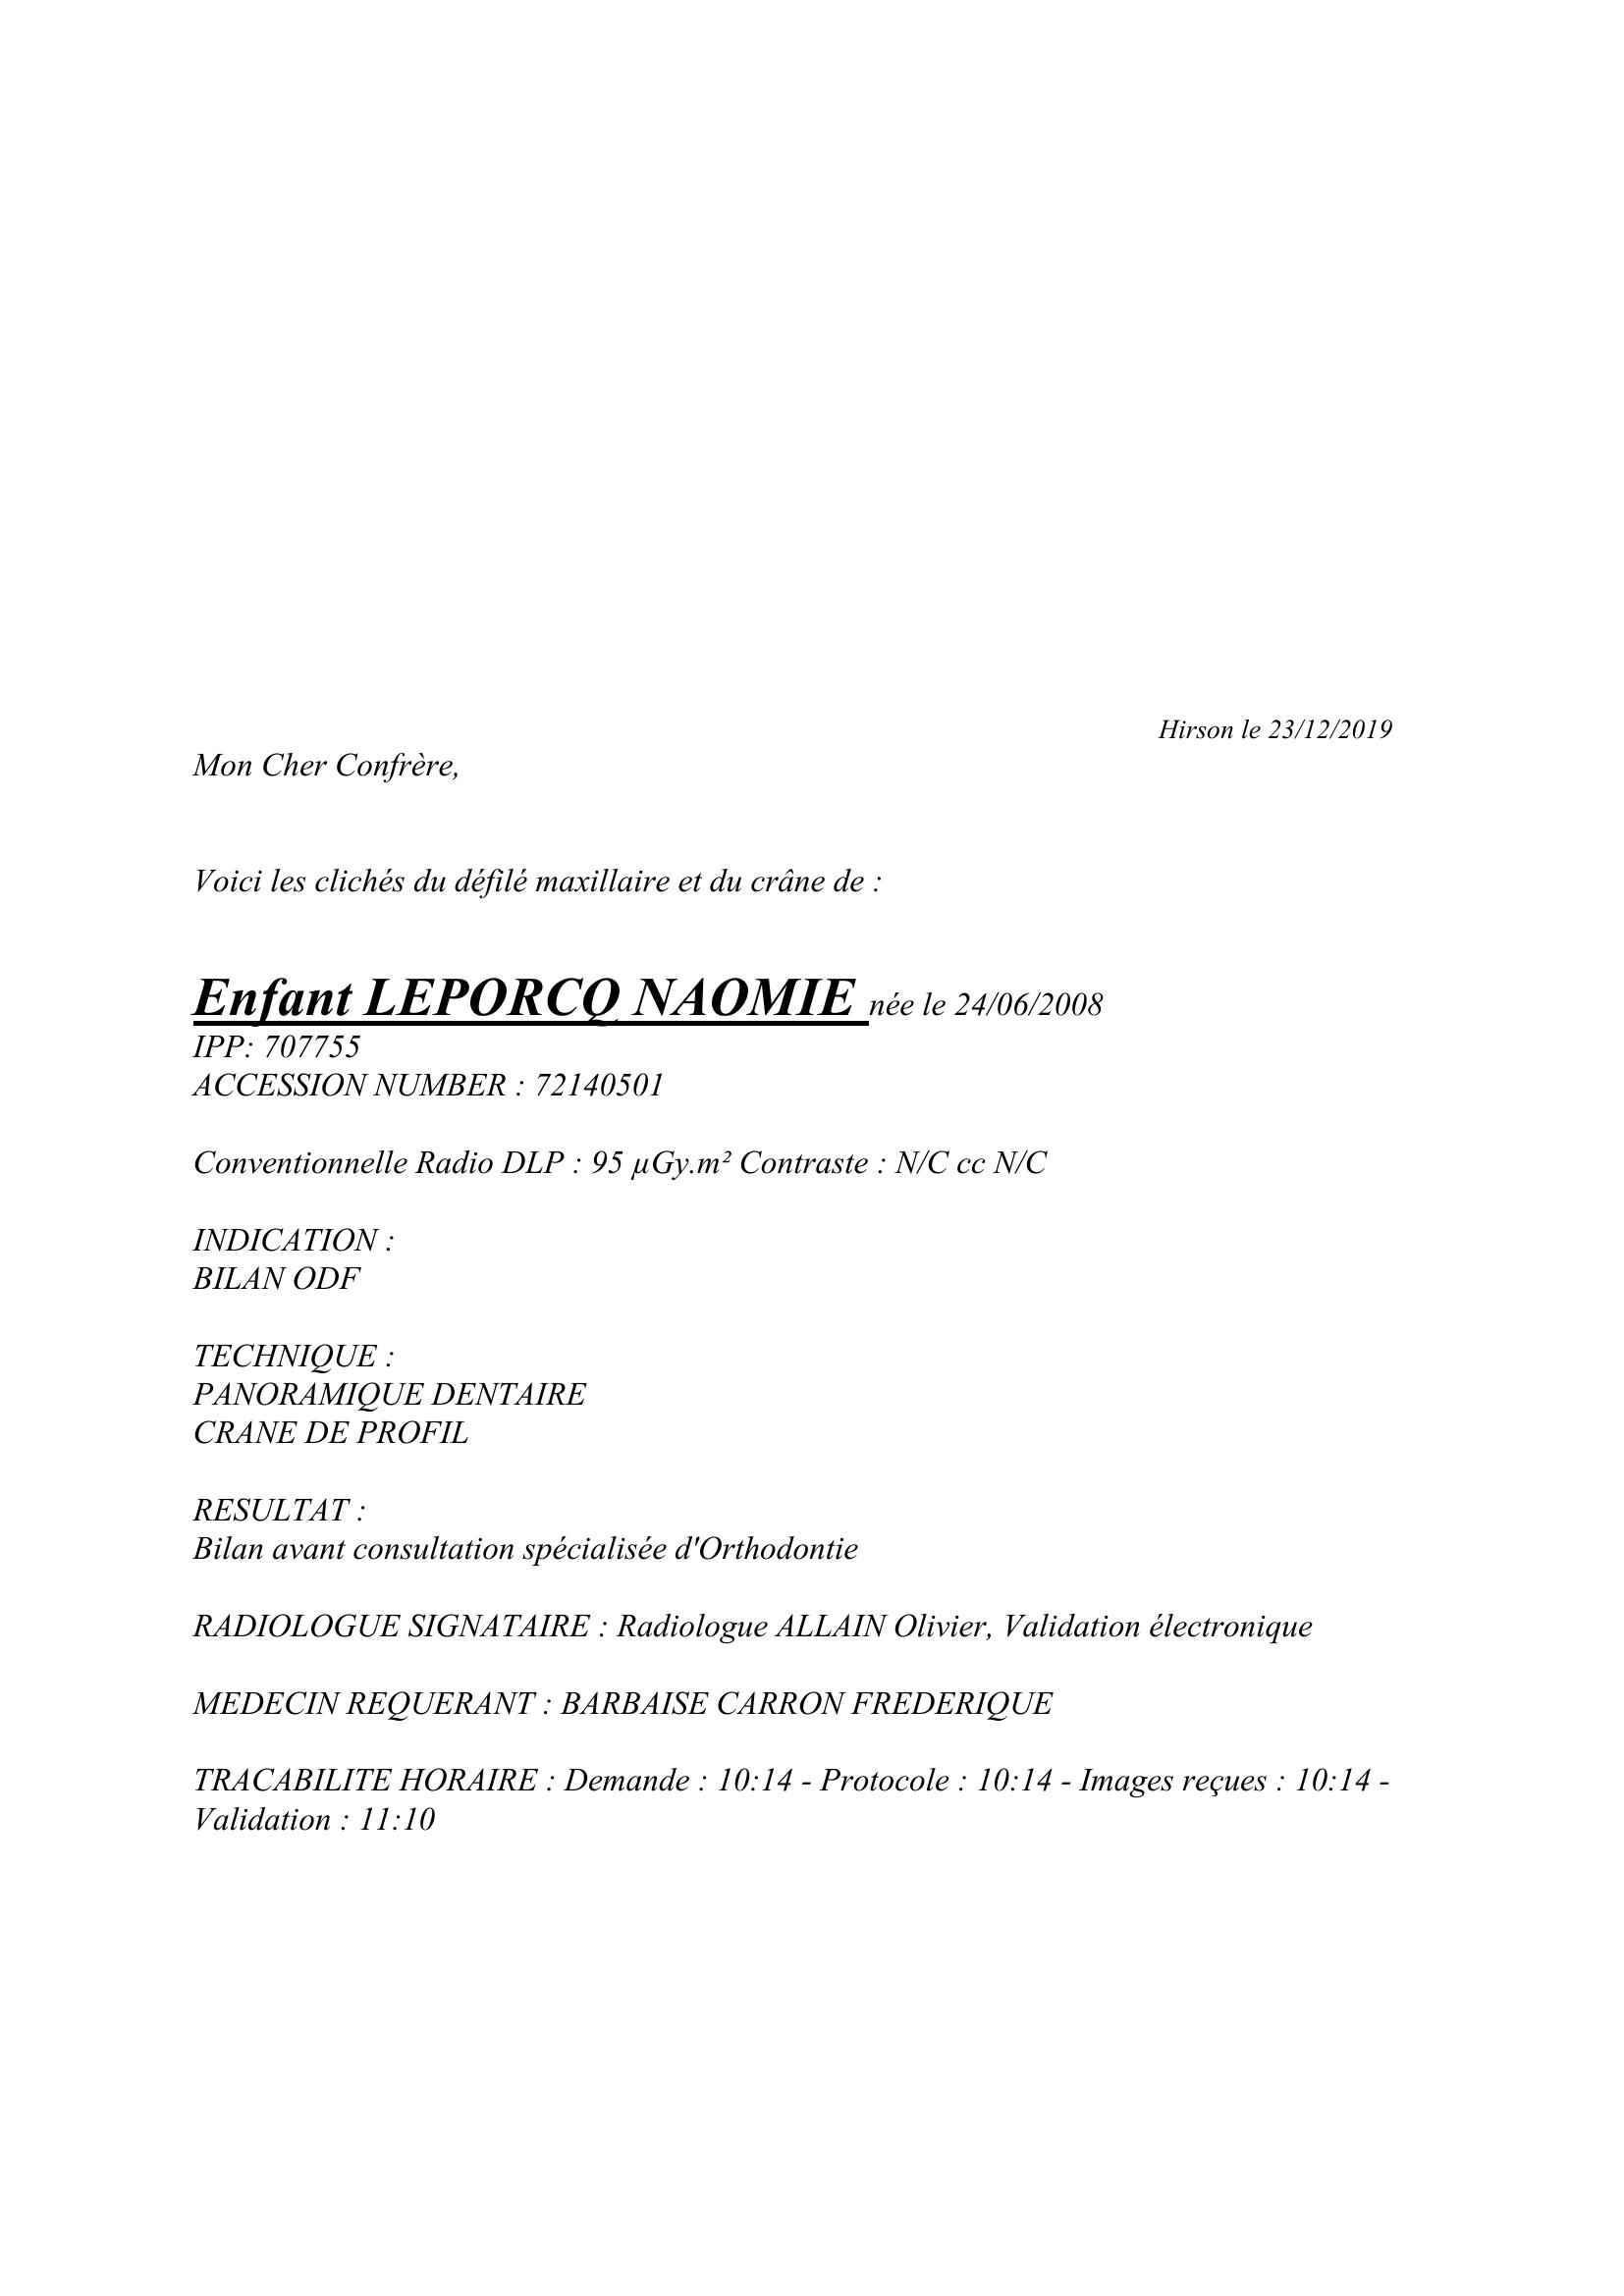 Hirson le 23/12/2019
Mon Cher Confrère,
Voici les clichés du défilé maxillaire et du crâne de :
Enfant LEPORCQ NAOMIE née le 24/06/2008
IPP: 707755
ACCESSION NUMBER : 72140501
Conventionnelle Radio DLP : 95 µGy.m² Contraste : N/C cc N/C
INDICATION :
BILAN ODF
TECHNIQUE :
PANORAMIQUE DENTAIRE
CRANE DE PROFIL
RESULTAT :
Bilan avant consultation spécialisée d'Orthodontie
RADIOLOGUE SIGNATAIRE : Radiologue ALLAIN Olivier, Validation électronique
MEDECIN REQUERANT : BARBAISE CARRON FREDERIQUE
TRACABILITE HORAIRE : Demande : 10:14 - Protocole : 10:14 - Images reçues : 10:14 -
Validation : 11:10